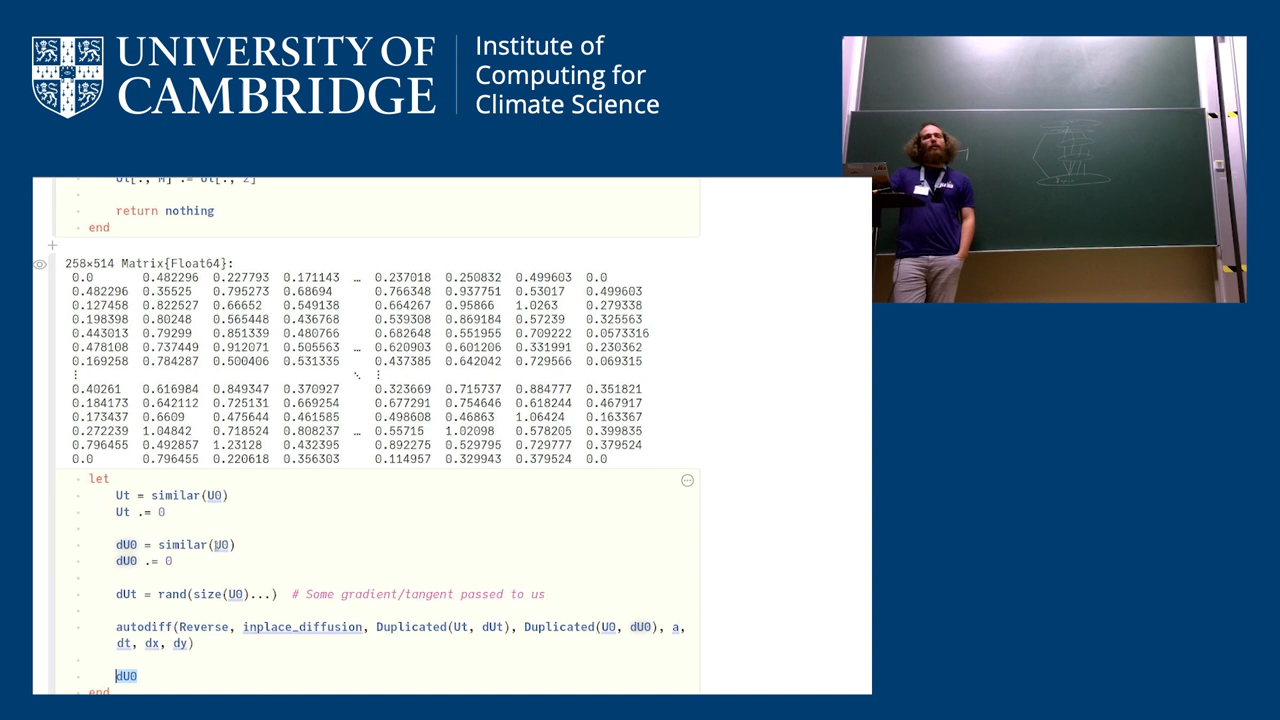 UNIVERSITY OF
CAMBRIDGE
Institute of
Computing for
Climate Science
return nothing
end
258×514 Matrix{Float64}:
0.0 0.482296 0.227793 0.171143 … 0.237018 0.250832 0.499603 0.0
0.482296 0.35525 0.795273 0.68694 0.766348 0.937751 0.53017 0.499603
0.127458 0.822527 0.66652 0.549138 0.664267 0.95866 1.0263 0.279338
0.198398 0.80248 0.565448 0.436768 0.539308 0.869184 0.57239 0.325563
0.443013 0.79299 0.851339 0.480766 0.682648 0.551955 0.709222 0.0573316
0.478108 0.737449 0.912071 0.505563 … 0.620903 0.601206 0.331991 0.230362
0.169258 0.784287 0.500406 0.531335 0.437385 0.642042 0.729566 0.069315
⋮ ⋱ ⋮
0.40261 0.616984 0.849347 0.370927 0.323669 0.715737 0.884777 0.351821
0.184173 0.642112 0.725131 0.669254 0.677291 0.754646 0.618244 0.467917
0.173437 0.6609 0.475644 0.461585 0.498608 0.46863 1.06424 0.163367
0.272239 1.04842 0.718524 0.808237 … 0.55715 1.02098 0.578205 0.399835
0.796455 0.492857 1.23128 0.432395 0.892275 0.529795 0.729777 0.379524
0.0 0.796455 0.220618 0.356303 0.114957 0.329943 0.379524 0.0
let
Ut = similar(U0)
Ut .= 0
dU0 = similar(U0)
dU0 .= 0
dUt = rand(size(U0)...) # Some gradient/tangent passed to us
autodiff(Reverse, inplace_diffusion, Duplicated(Ut, dUt), Duplicated(U0, dU0), a,
dt, dx, dy)
dU0
end